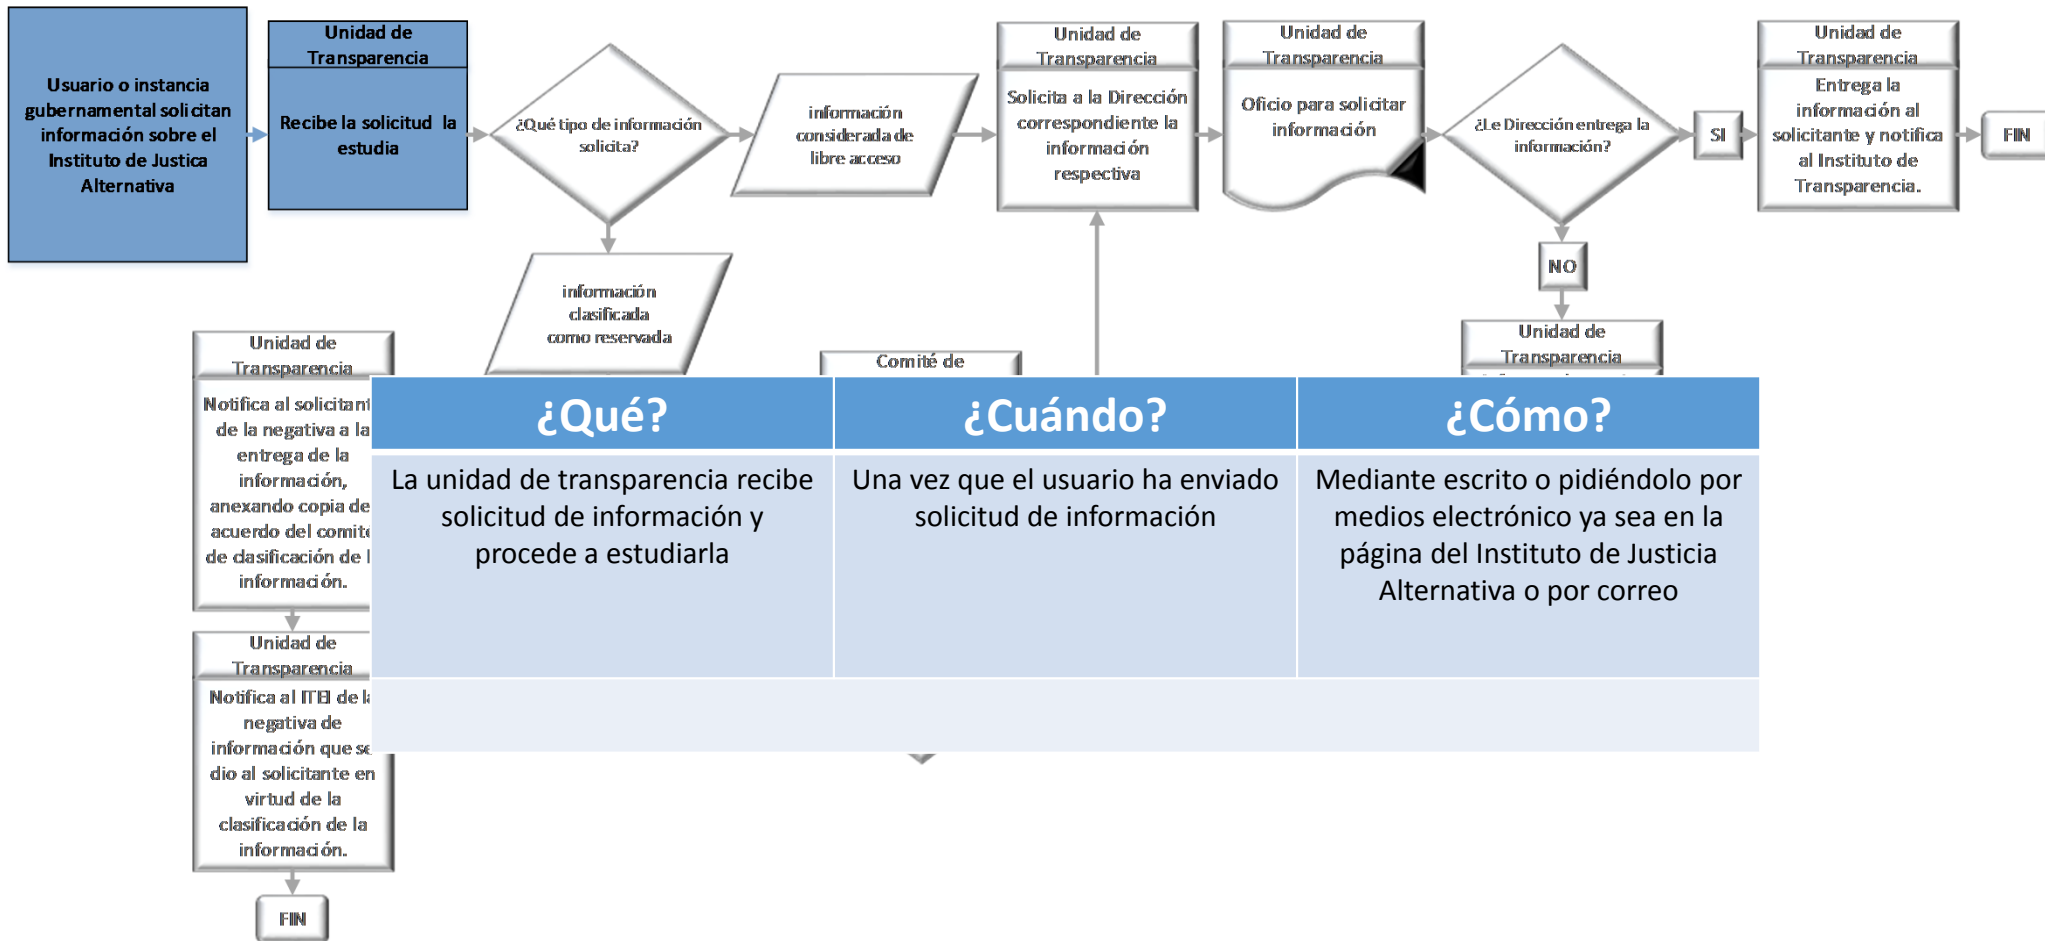 Usuario o instancia
gubernamental solicitan
información sobre el
Instituto de Justica
Alternativa
Unidad de
Transparencia
Recibe la solicitud la
estudia
¿Qué tipo de información
solicita?
información
considerada de
libre acceso
Unidad de
Transparencia
Solicita a la Dirección
correspondiente la
información
respectiva
Unidad de
Transparencia
Oficio para solicitar
información
¿Le Dirección entrega la
información?
SI
Unidad de
Transparencia
Entrega la
información al
solicitante y notifica
al Instituto de
Transparencia.
FIN
NO
Unidad de
Transparencia
información
clasificada
como reservada
Comité de
Unidad de
Transparencia
Notifica al solicitant
de la negativa a la
entrega de la
información,
anexando copia de
acuerdo del comit
de clasificación de l
información.
Unidad de
Transparencia
Notifica al ITEI de la
negativa de
información que se
dio al solicitante en
virtud de la
clasificación de la
información.
FIN
¿Qué?
¿Cuándo?
¿Cómo?
La unidad de transparencia recibe
solicitud de información y
procede a estudiarla
Una vez que el usuario ha enviado
solicitud de información
Mediante escrito o pidiéndolo por
medios electrónico ya sea en la
página del Instituto de Justicia
Alternativa o por correo